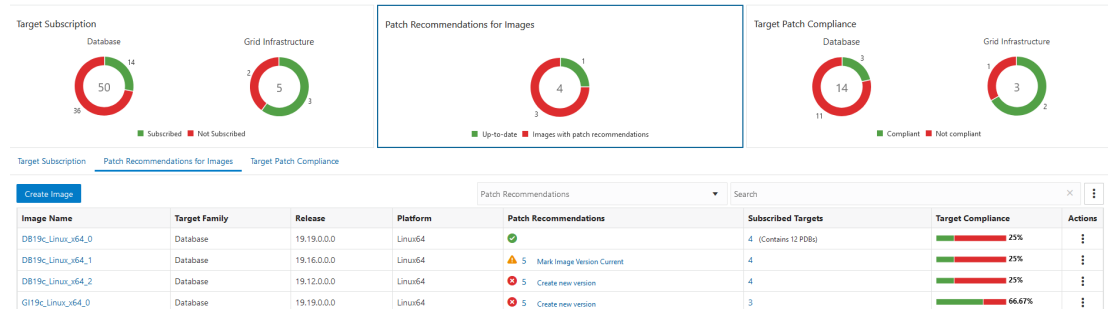 Target Subscription
Database
14
50
36
Grid Infrastructure
2
5
3
Subscribed Not Subscribed
Patch Recommendations for Images
1
4
3
Up-to-date Images with patch recommendations
Target Patch Compliance
Database
3
14
11
Grid Infrastructure
1
3
2
Compliant Not compliant
Target Subscription Patch Recommendations for Images Target Patch Compliance
Create Image Patch Recommendations Search
Image Name Target Family Release Platform Patch Recommendations Subscribed Targets Target Compliance Actions
DB19c_Linux_x64_0 Database 19.19.0.0.0 Linux64 4 (Contains 12 PDBs) 25%
DB19c_Linux_x64_1 Database 19.16.0.0.0 Linux64 5 Mark Image Version Current 4 25%
DB19c_Linux_x64_2 Database 19.12.0.0.0 Linux64 5 Create new version 4 25%
GI19c_Linux_x64_0 Database 19.19.0.0.0 Linux64 5 Create new version 3 66.67%